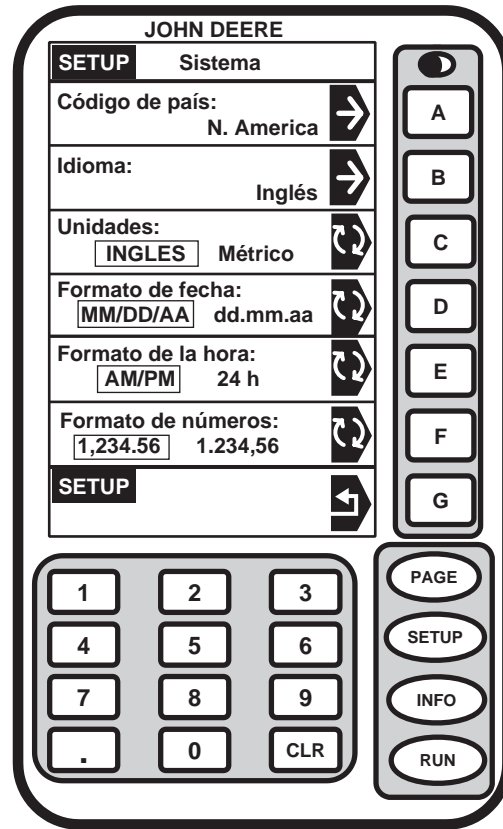 JOHN DEERE
SETUP Sistema
Código de país:
N. America
A
Idioma:
Inglés
B
Unidades:
INGLES Métrico
C
Formato de fecha:
MM/DD/AA dd.mm.aa
D
Formato de la hora:
AM/PM 24 h
E
Formato de números:
1,234.56 1.234,56
F
SETUP
G
1 2 3
4 5 6
7 8 9
. 0 CLR
PAGE
SETUP
INFO
RUN